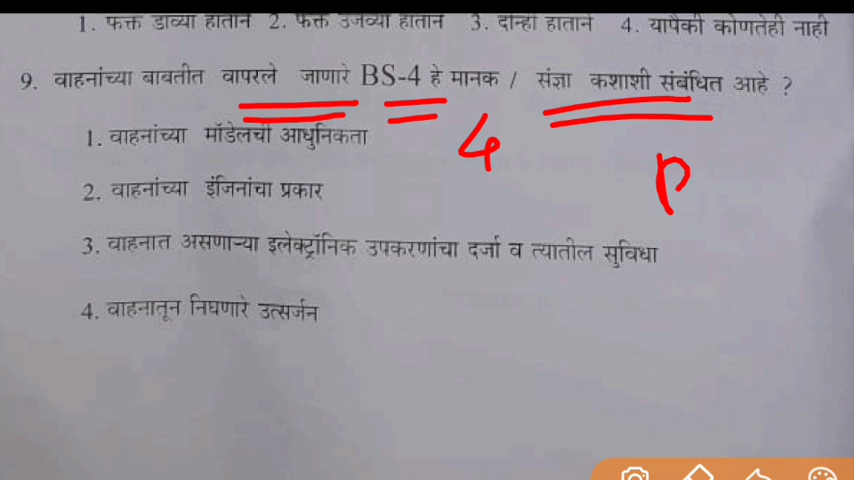 1. फक्त डाव्या हाताने 2. फक्त उजव्या हाताने 3. दोन्ही हाताने 4. यापैकी कोणतेही नाही
9. वाहनांच्या बाबतीत वापरले जाणारे BS-4 हे मानक / संज्ञा कशाशी संबंधित आहे ?
4
P
1. वाहनांच्या मॉडेलची आधुनिकता
2. वाहनांच्या इंजिनांचा प्रकार
3. वाहनात असणाऱ्या इलेक्ट्रॉनिक उपकरणांचा दर्जा व त्यातील सुविधा
4. वाहनातून निघणारे उत्सर्जन